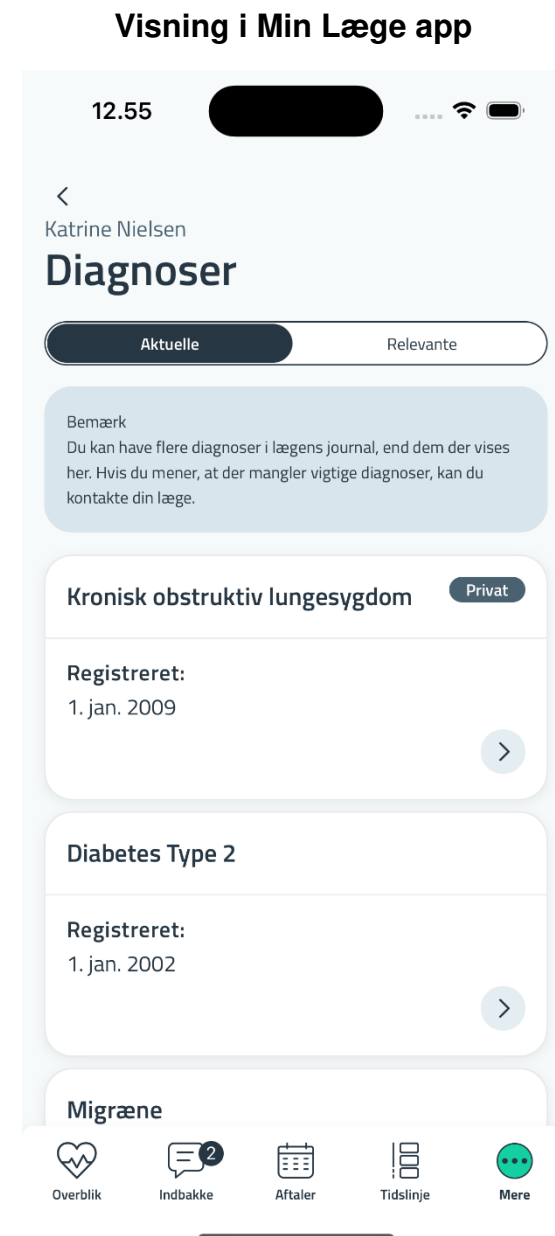 Visning i Min Læge app
12.55
Katrine Nielsen
Diagnoser
Aktuelle
Relevante
Bemærk
Du kan have flere diagnoser i lægens journal, end dem der vises
her. Hvis du mener, at der mangler vigtige diagnoser, kan du
kontakte din læge.
Kronisk obstruktiv lungesygdom
Privat
Registreret:
1. jan. 2009
Diabetes Type 2
Registreret:
1. jan. 2002
Migræne
2
Overblik
Indbakke
Aftaler
Tidslinje
Mere